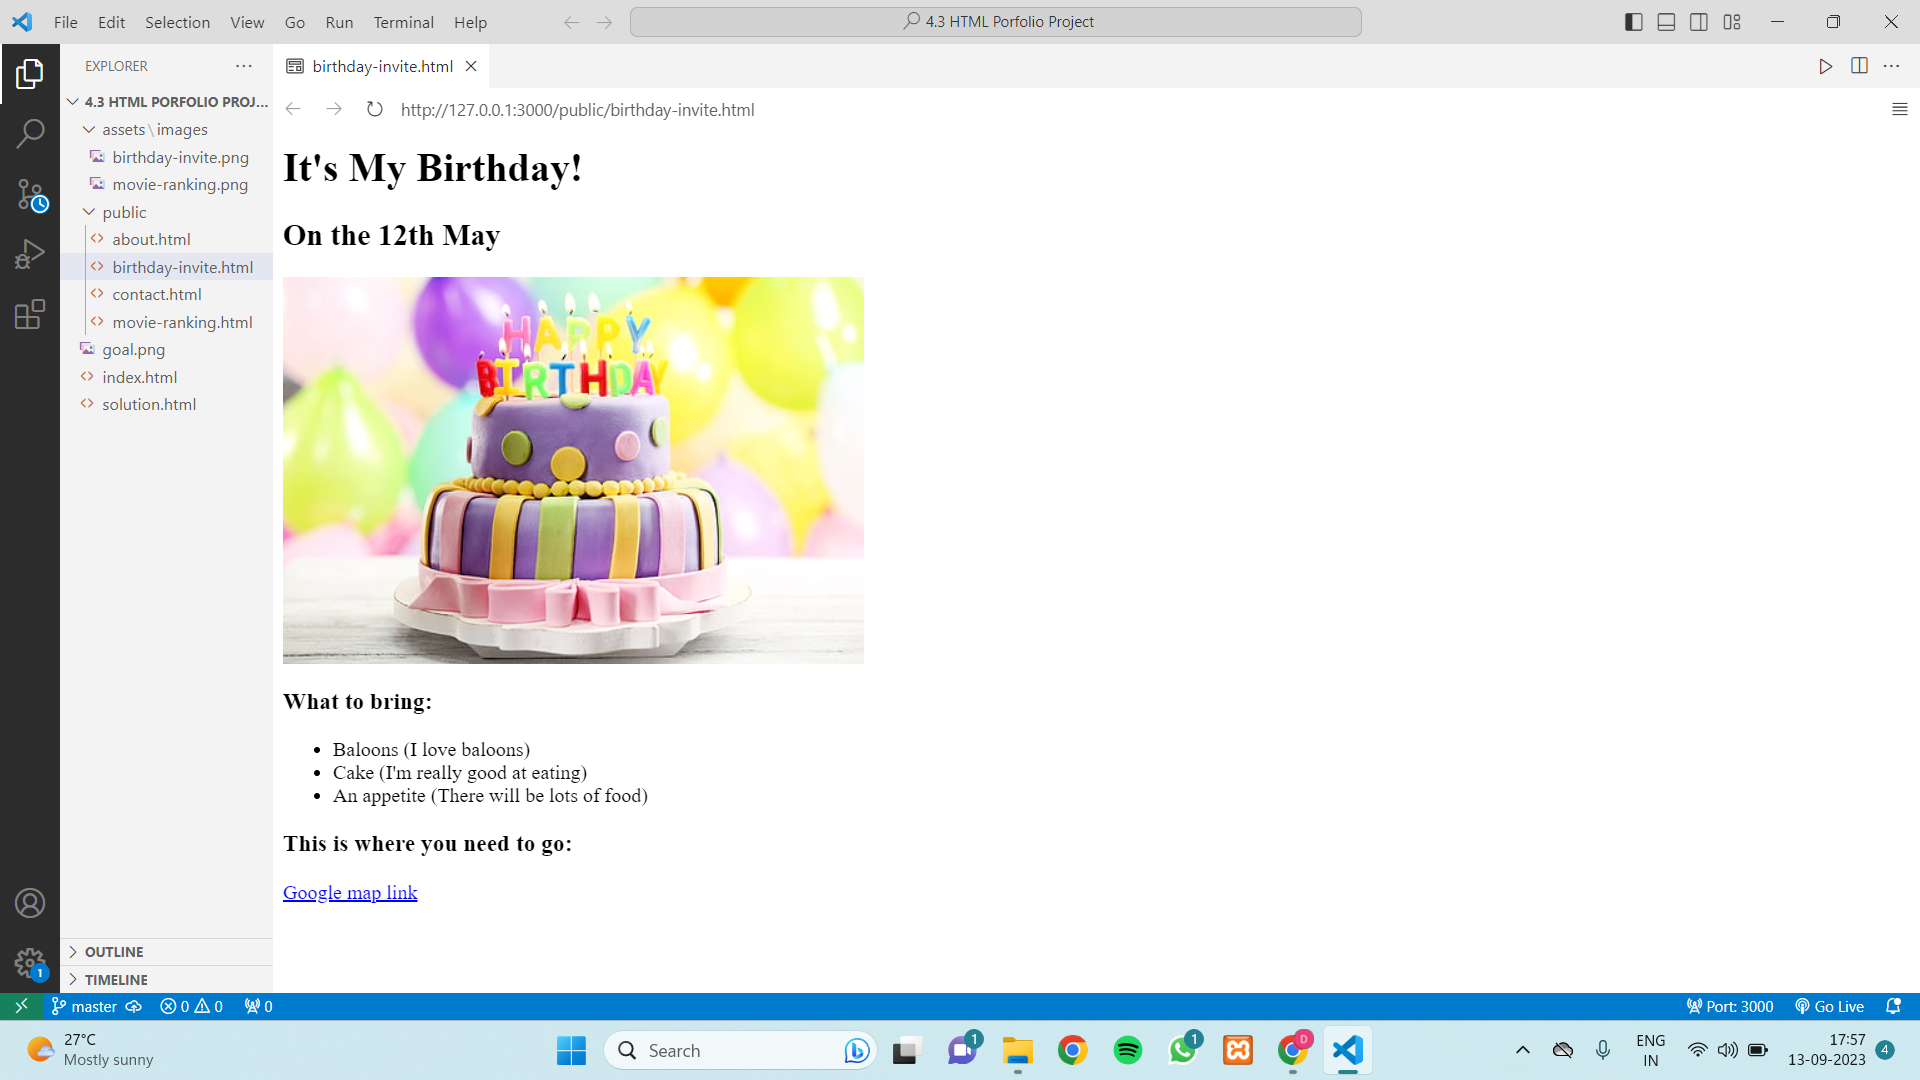 File Edit Selection View Go Run Terminal Help
4.3 HTML Porfolio Project
EXPLORER
4.3 HTML PORFOLIO PROJ...
assets\images
birthday-invite.png
movie-ranking.png
public
about.html
birthday-invite.html
contact.html
movie-ranking.html
goal.png
index.html
solution.html
OUTLINE
TIMELINE
birthday-invite.html
http://127.0.0.1:3000/public/birthday-invite.html
It's My Birthday!
On the 12th May
HAPPY
BIRTHDAY
What to bring:
Baloons (I love baloons)
Cake (I'm really good at eating)
An appetite (There will be lots of food)
This is where you need to go:
Google map link
1
master 0 0 0
Port: 3000 Go Live
27°C
Mostly sunny
Search
1
1
D
ENG
IN
17:57
13-09-2023
4